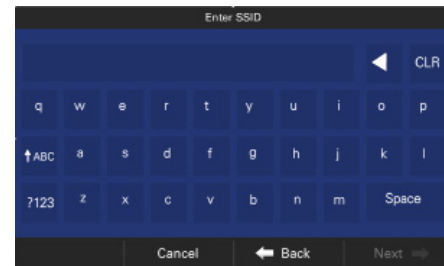 Enter SSID
CLR
q w e r t y u i o p
ABC a s d f g h j k l
?123 z x c v b n m Space
Cancel Back Next